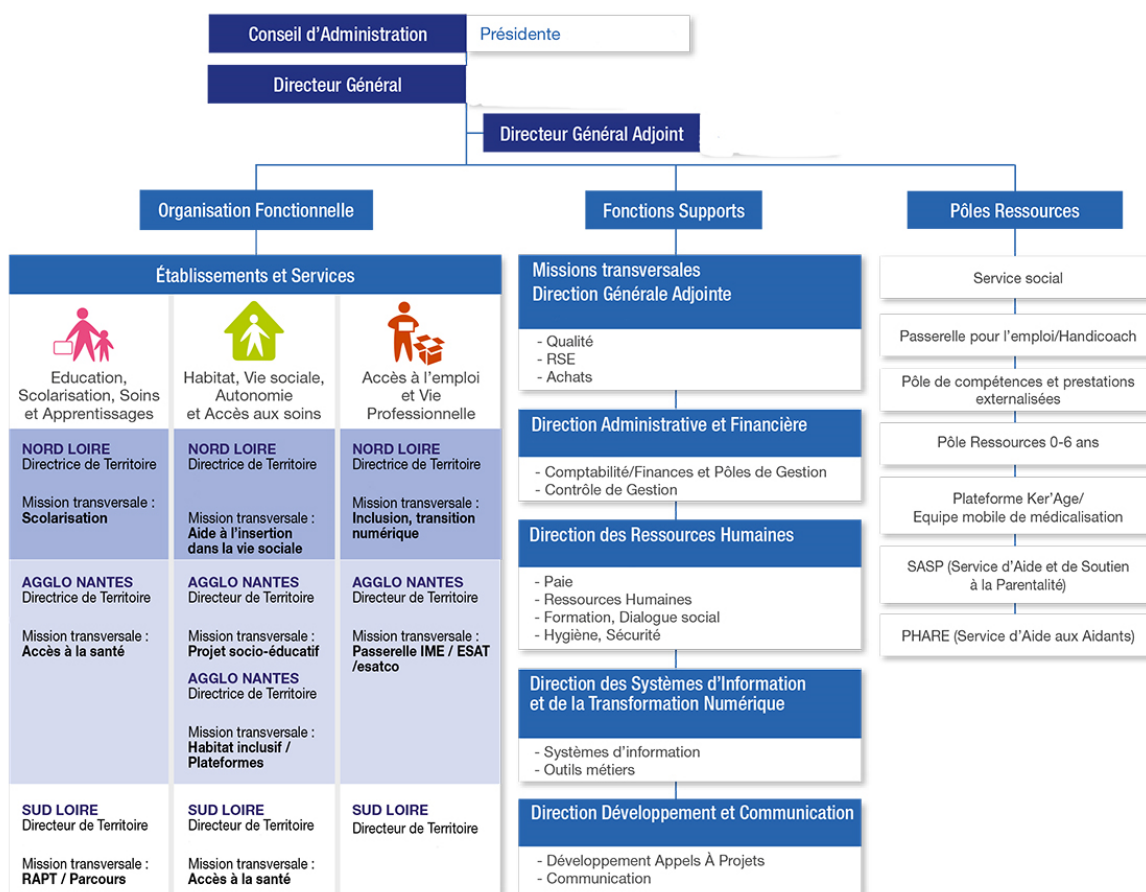 Conseil d'Administration
Présidente
Directeur Général
Directeur Général Adjoint
Organisation Fonctionnelle
Fonctions Supports
Pôles Ressources
Établissements et Services
Education,
Scolarisation, Soins
et Apprentissages
Habitat, Vie sociale,
Autonomie
et Accès aux soins
Accès à l'emploi
et Vie
Professionnelle
NORD LOIRE
Directrice de Territoire
Mission transversale :
Scolarisation
NORD LOIRE
Directrice de Territoire
Mission transversale :
Aide à l'insertion
dans la vie sociale
NORD LOIRE
Directrice de Territoire
Mission transversale :
Inclusion, transition
numérique
AGGLO NANTES
Directrice de Territoire
Mission transversale :
Accès à la santé
AGGLO NANTES
Directeur de Territoire
Mission transversale :
Projet socio-éducatif
AGGLO NANTES
Directrice de Territoire
Mission transversale :
Habitat inclusif /
Plateformes
AGGLO NANTES
Directeur de Territoire
Mission transversale :
Passerelle IME / ESAT
/esatco
SUD LOIRE
Directeur de Territoire
Mission transversale :
RAPT / Parcours
SUD LOIRE
Directeur de Territoire
Mission transversale :
Accès à la santé
SUD LOIRE
Directeur de Territoire
Missions transversales
Direction Générale Adjointe
- Qualité
- RSE
- Achats
Direction Administrative et Financière
- Comptabilité/Finances et Pôles de Gestion
- Contrôle de Gestion
Direction des Ressources Humaines
- Paie
- Ressources Humaines
- Formation, Dialogue social
- Hygiène, Sécurité
Direction des Systèmes d'Information
et de la Transformation Numérique
- Systèmes d'information
- Outils métiers
Direction Développement et Communication
- Développement Appels À Projets
- Communication
Service social
Passerelle pour l'emploi/Handicoach
Pôle de compétences et prestations
externalisées
Pôle Ressources 0-6 ans
Plateforme Ker'Age/
Equipe mobile de médicalisation
SASP (Service d'Aide et de Soutien
à la Parentalité)
PHARE (Service d'Aide aux Aidants)